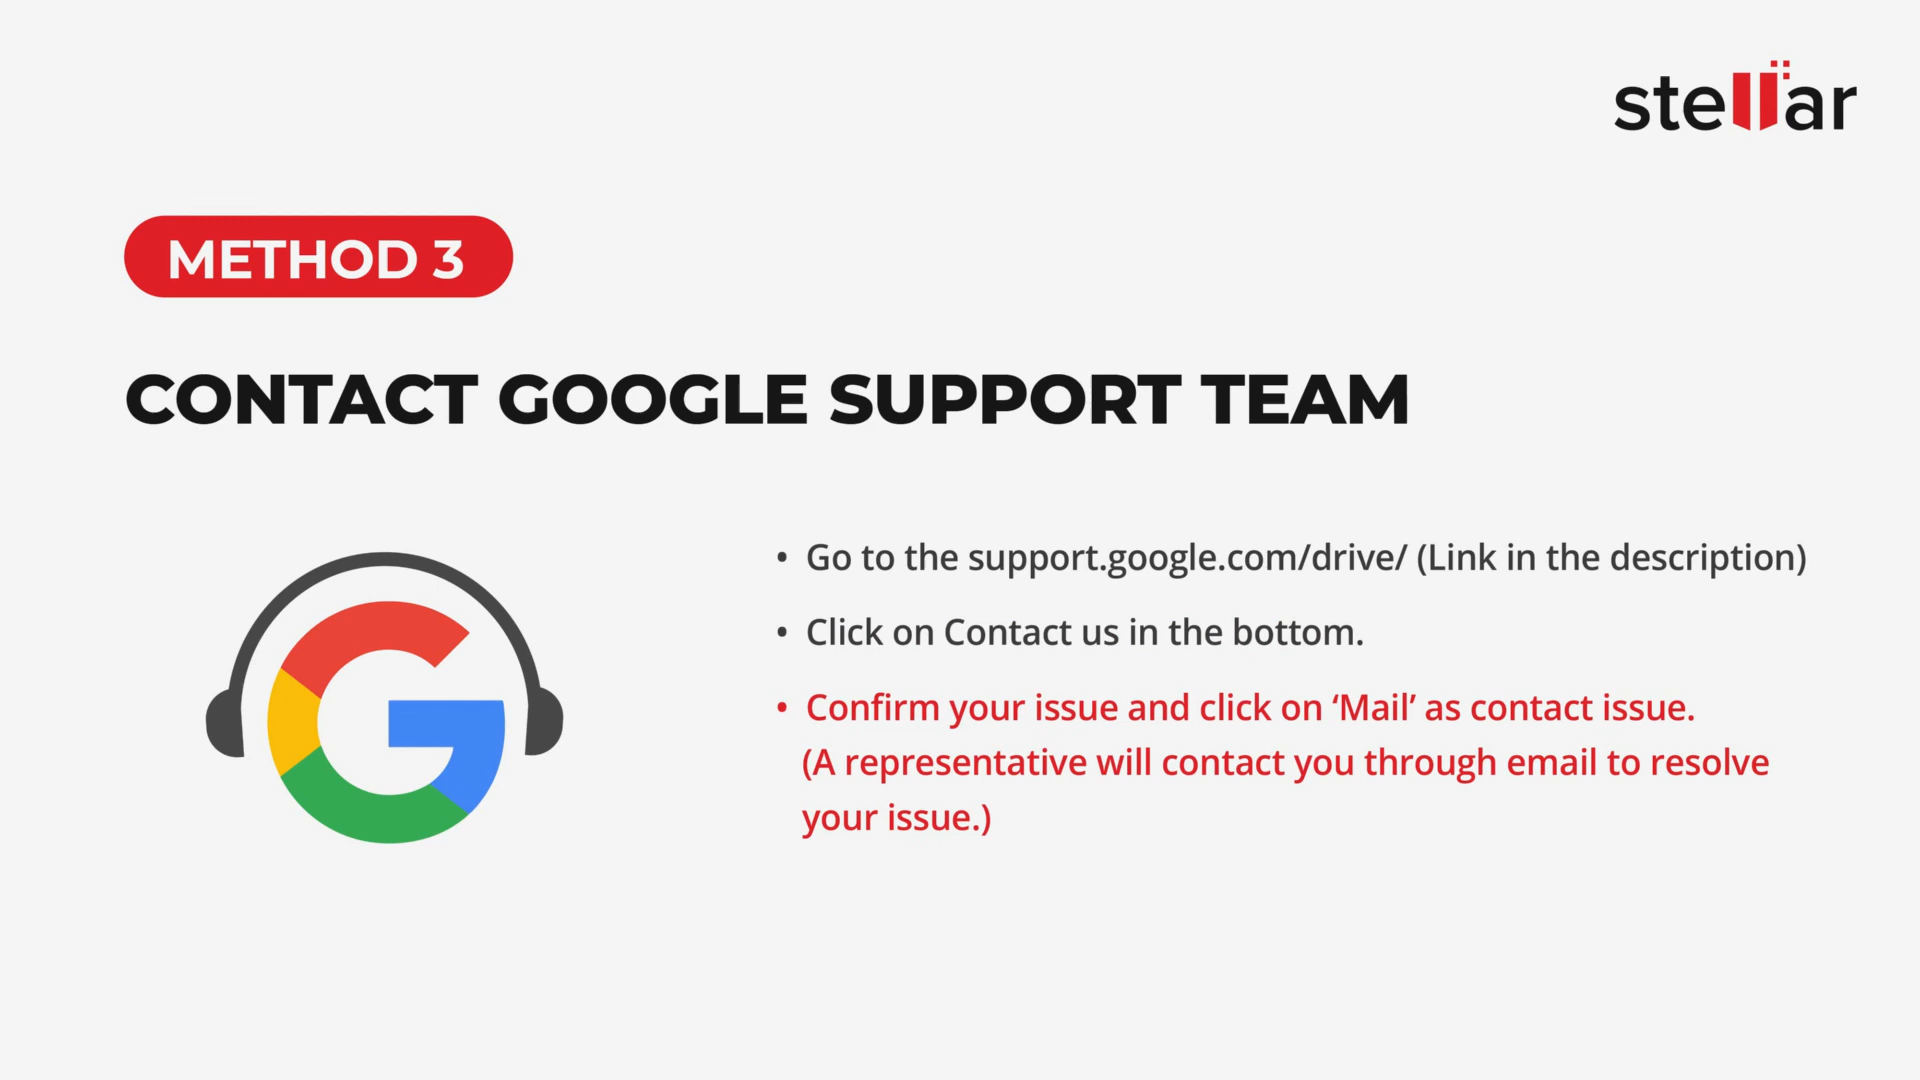 stellar
METHOD 3
CONTACT GOOGLE SUPPORT TEAM
• Go to the support.google.com/drive/ (Link in the description)
• Click on Contact us in the bottom.
• Confirm your issue and click on ‘Mail’ as contact issue.
(A representative will contact you through email to resolve
your issue.)